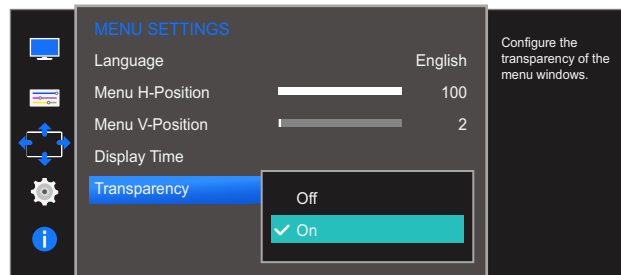 MENU SETTINGS
Language English
Menu H-Position 100
Menu V-Position 2
Display Time
Transparency
Off
On
Configure the
transparency of the
menu windows.
i